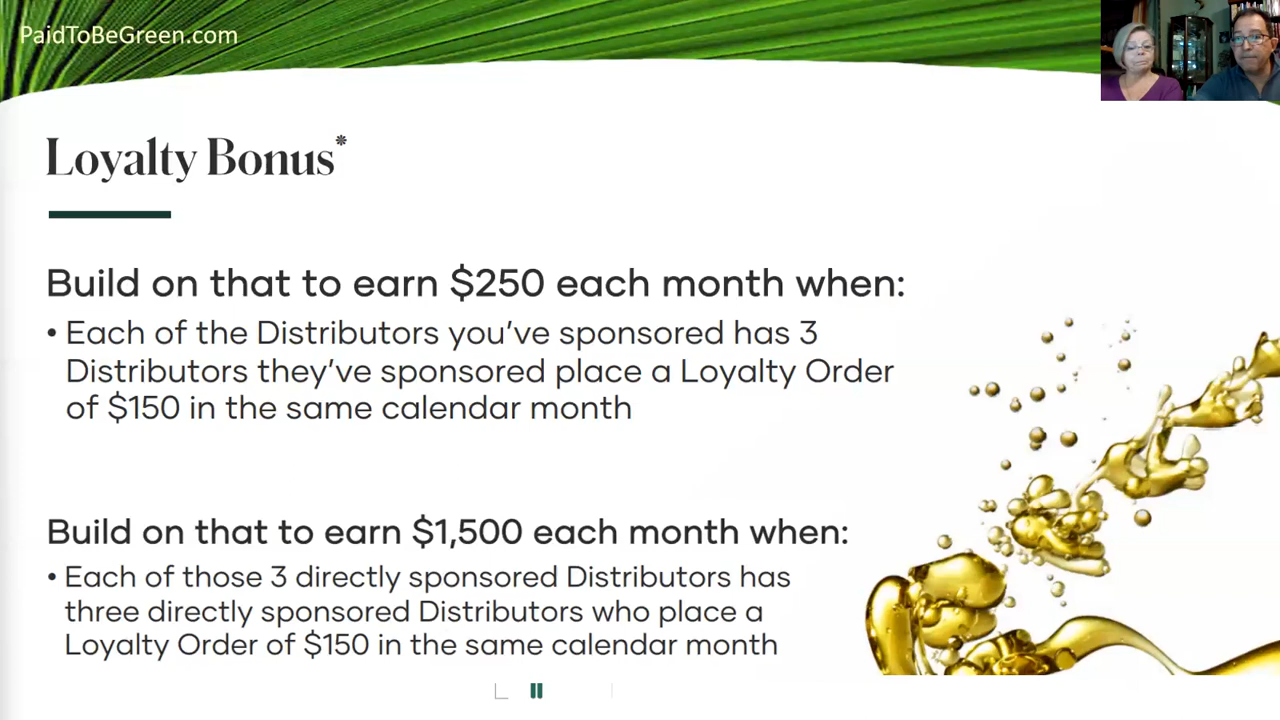 PaidToBeGreen.com
Loyalty Bonus*
Build on that to earn $250 each month when:
• Each of the Distributors you’ve sponsored has 3
Distributors they’ve sponsored place a Loyalty Order
of $150 in the same calendar month
Build on that to earn $1,500 each month when:
• Each of those 3 directly sponsored Distributors has
three directly sponsored Distributors who place a
Loyalty Order of $150 in the same calendar month